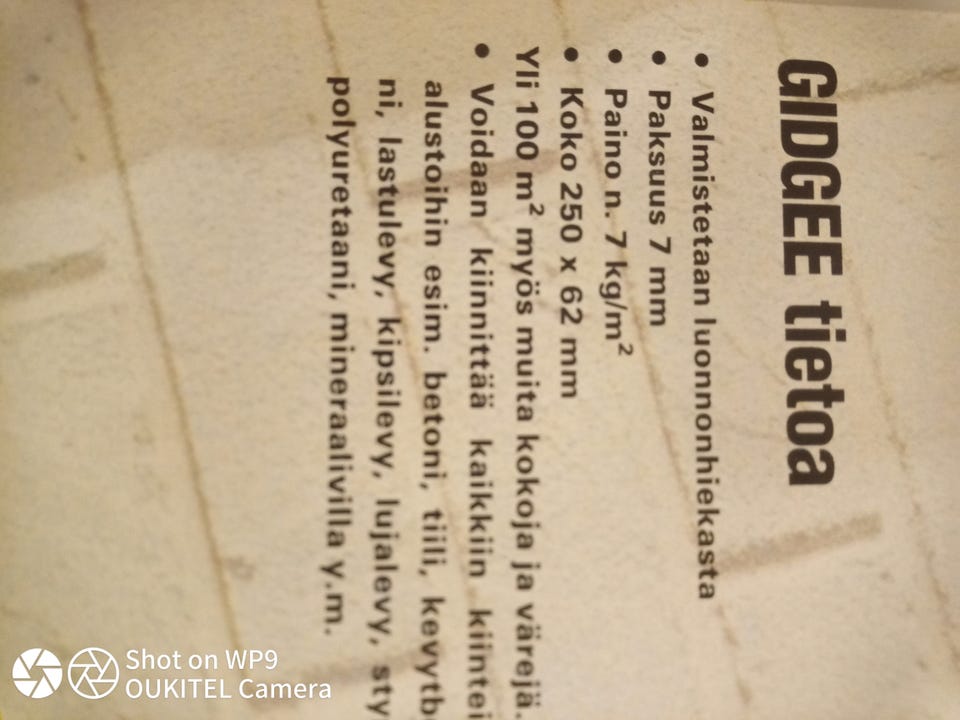 GIDGEE tietoa
• Valmistetaan luonnonhiekasta
• Paksuus 7 mm
• Paino n. 7 kg/m²
• Koko 250 x 62 mm
Yli 100 m² myös muita kokoja ja värejä.
• Voidaan kiinnittää kaikkiin
alustoihin esim. betoni, tiili,
ni, lastulevy, kipsilevy, lujalevy,
polyuretaani, mineraalivilla y.m.
Shot on WP9
OUKITEL Camera